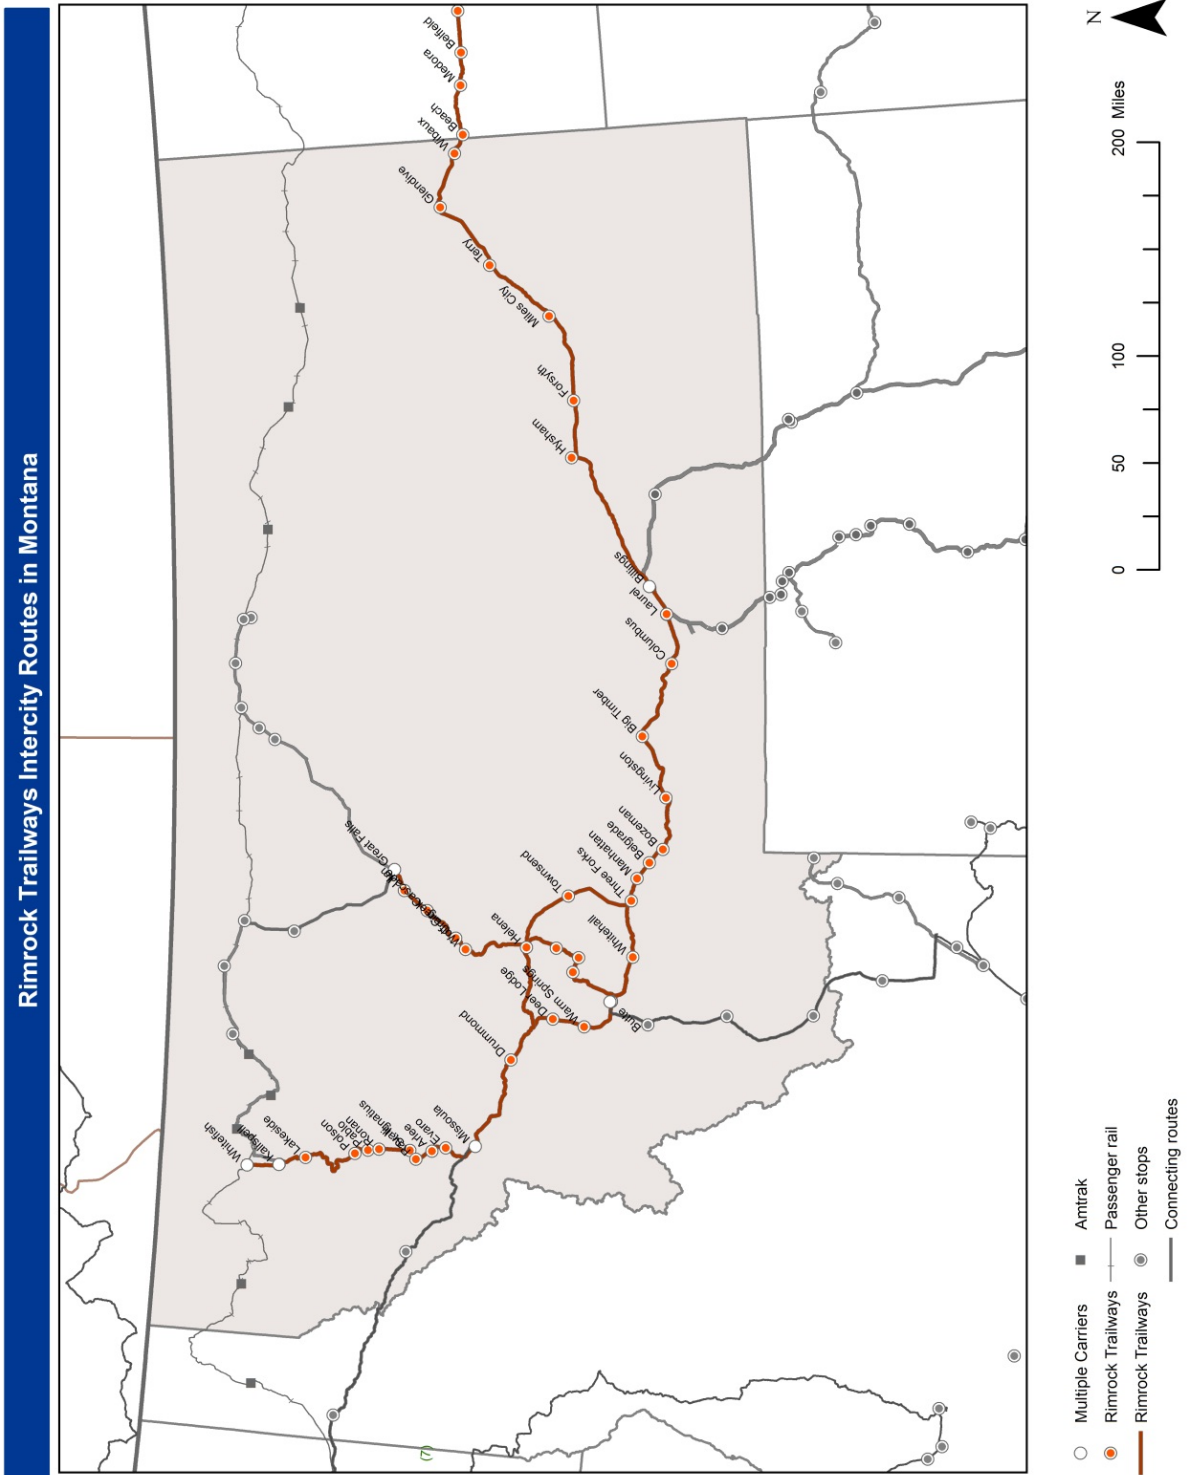 Rimrock Trailways Intercity Routes in Montana
Whitefish
Kalispell
Lakeside
Polson
Pablo
Ronan
St. Ignatius
Arlee
Evaro
Missoula
Drummond
Deer Lodge
Warm Springs
Butte
Helena
Great Falls
Townsend
Whitehall
Three Forks
Manhattan
Belgrade
Bozeman
Livingston
Big Timber
Columbus
Laurel
Billings
Hysham
Forsyth
Miles City
Terry
Glendive
Wibaux
Beach
Medora
Belfield
(7)
Multiple Carriers
Rimrock Trailways
Rimrock Trailways
Amtrak
Passenger rail
Other stops
Connecting routes
0 50 100 200 Miles
N